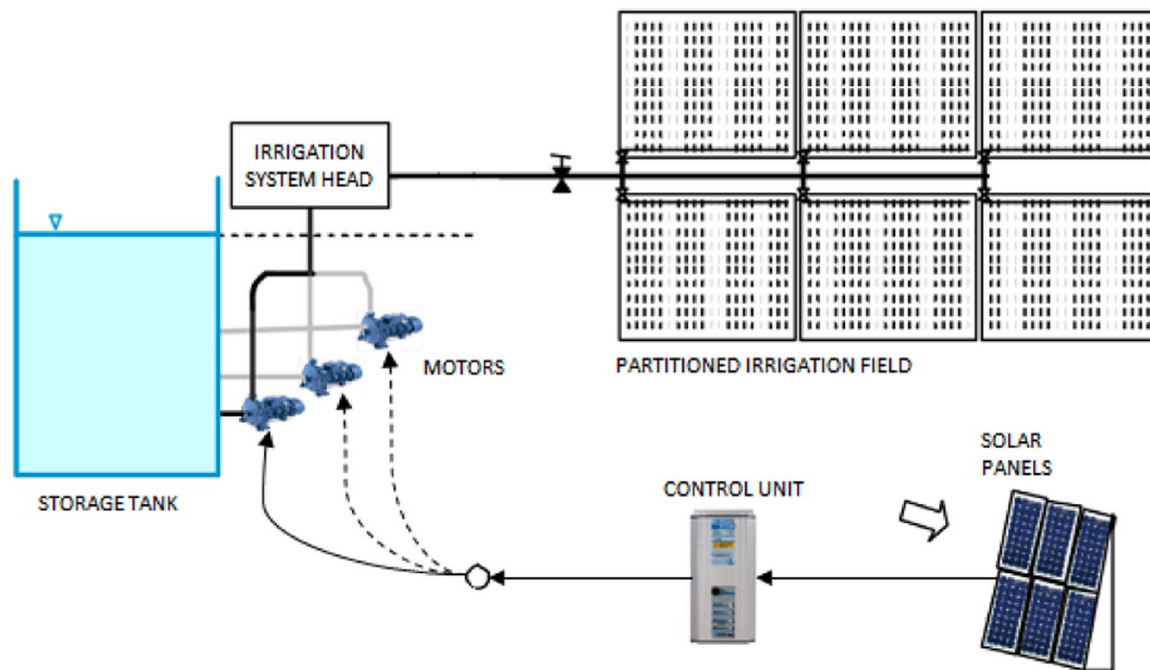 IRRIGATION
SYSTEM HEAD
MOTORS
PARTITIONED IRRIGATION FIELD
STORAGE TANK
CONTROL UNIT
SOLAR
PANELS